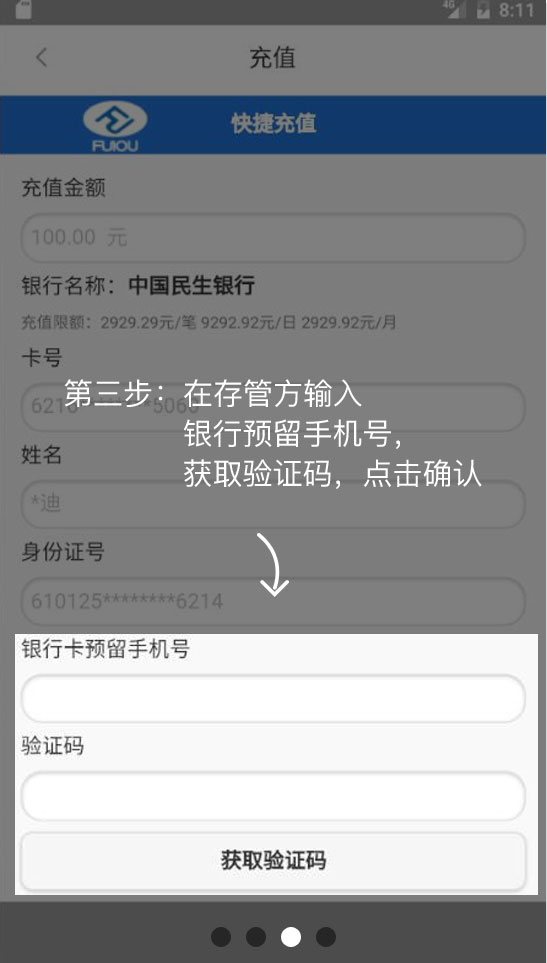 4G 8:11
充值
FUIOU 快捷充值
充值金额
100.00 元
银行名称：中国民生银行
充值限额：2929.29元/笔 9292.92元/日 2929.92元/月
卡号
第三步：在存管方输入
银行预留手机号，
姓名
获取验证码，点击确认
*迪
身份证号
610125********6214
银行卡预留手机号
验证码
获取验证码